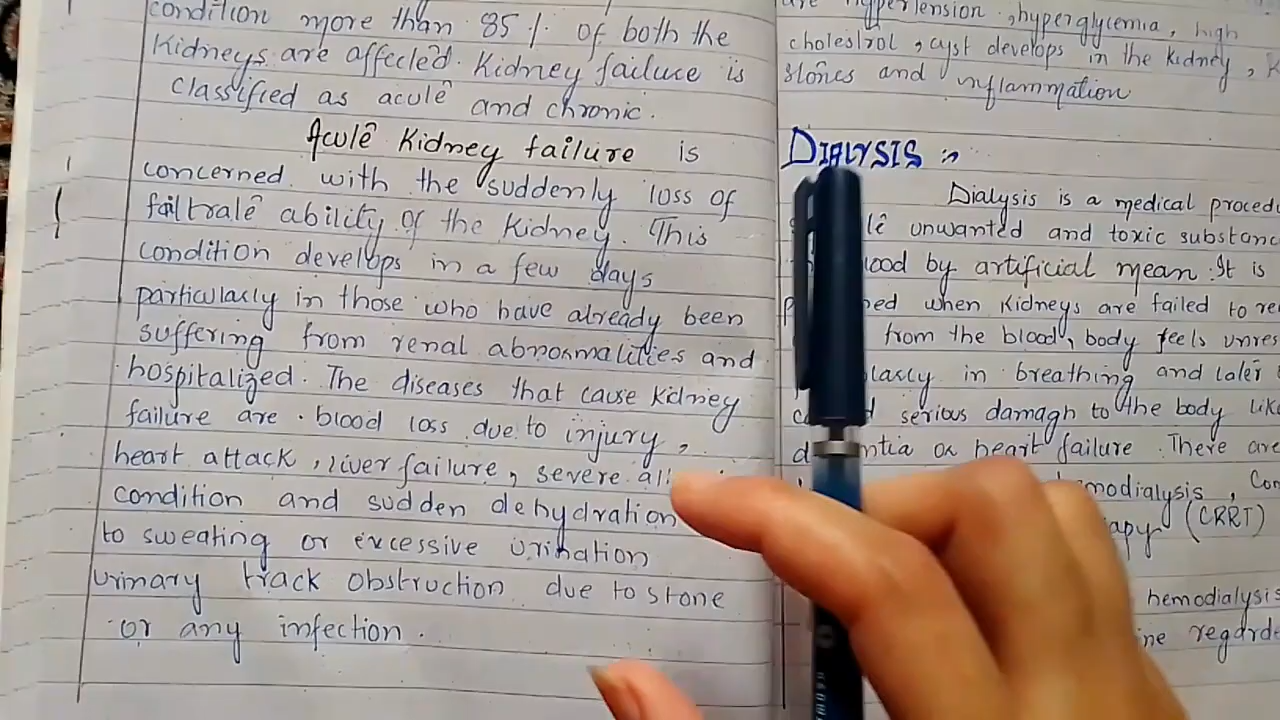 condition more than 85 % of both the
Kidneys are affected. Kidney failure is
classified as acute and chronic.
Acute Kidney failure is
concerned with the suddenly loss of
failtrate ability of the Kidney. This
condition develops in a few days
particularly in those who have already been
suffering from renal abnormalities and
hospitalized. The diseases that cause Kidney
failure are blood loss due to injury,
heart attack, liver failure, severe
condition and sudden dehydration
to sweating or excessive urination
urinary track obstruction due to stone
or any infection.
hypertension, hyperglycemia, high
cholestrol, cyst develops in the kidney,
stones and inflammation
DIALYSIS :-
Dialysis is a medical
unwanted and toxic
by artificial mean. It is
when Kidneys are failed to
from the blood, body feels
in breathing and later
serious damagh to the body
or heart failure. There are
(CRRT)
hemodialysis